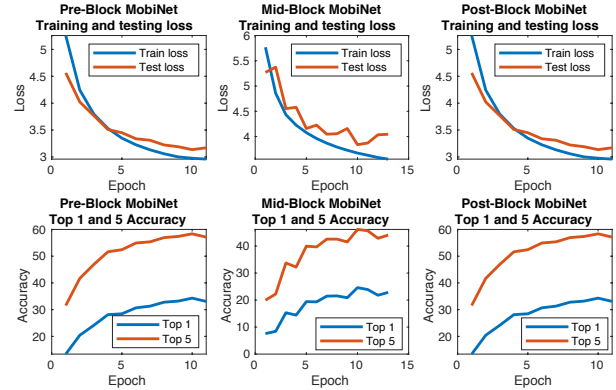 Pre-Block MobiNet
Training and testing loss
Mid-Block MobiNet
Training and testing loss
Post-Block MobiNet
Training and testing loss
Loss
5
4.5
4
3.5
3
Train loss
Test loss
0
5
10
Epoch
Loss
6
5.5
5
4.5
4
Train loss
Test loss
0
5
10
15
Epoch
Loss
5
4.5
4
3.5
3
Train loss
Test loss
0
5
10
Epoch
Pre-Block MobiNet
Top 1 and 5 Accuracy
Mid-Block MobiNet
Top 1 and 5 Accuracy
Post-Block MobiNet
Top 1 and 5 Accuracy
Accuracy
60
50
40
30
20
Top 1
Top 5
0
5
10
Epoch
Accuracy
40
30
20
10
0
Top 1
Top 5
0
5
10
15
Epoch
Accuracy
60
50
40
30
20
Top 1
Top 5
0
5
10
Epoch